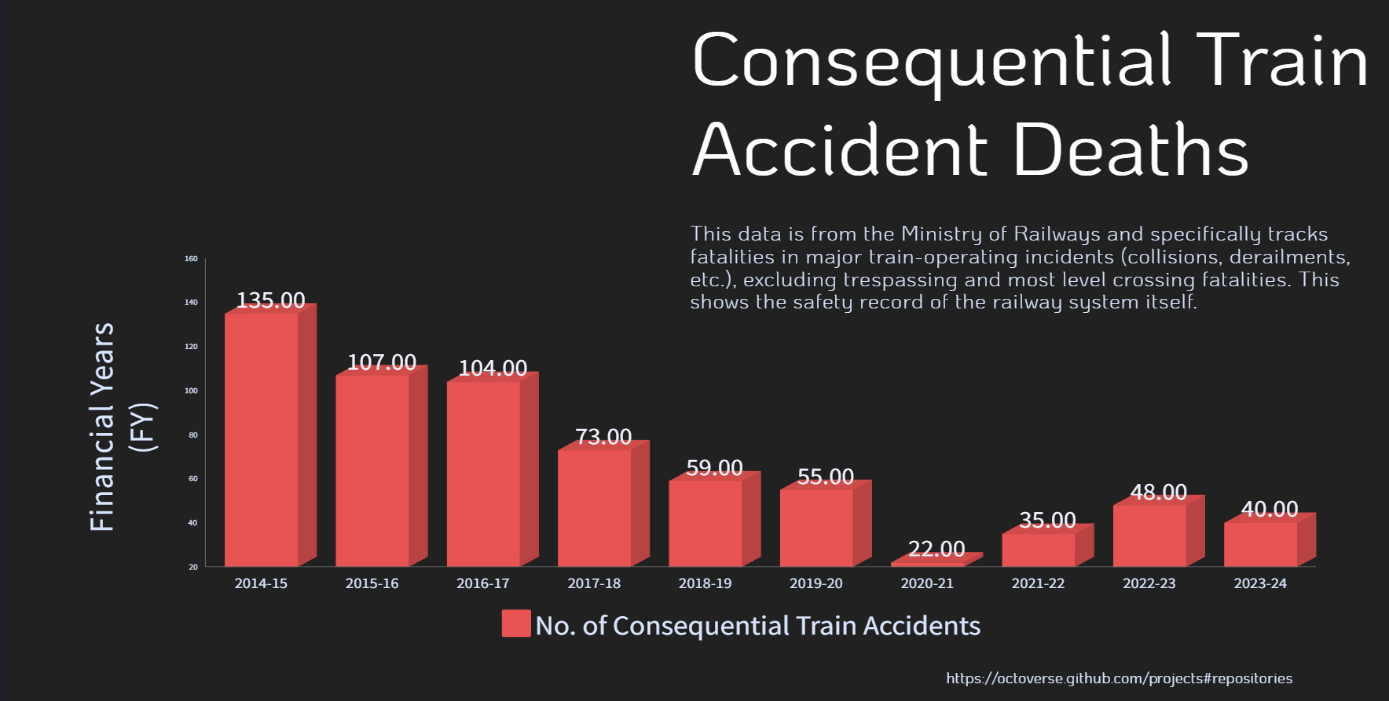 Consequential Train
Accident Deaths
This data is from the Ministry of Railways and specifically tracks
fatalities in major train-operating incidents (collisions, derailments,
etc.), excluding trespassing and most level crossing fatalities. This
shows the safety record of the railway system itself.
Financial Years
(FY)
160
140
120
100
80
60
40
20
135.00
107.00
104.00
73.00
59.00
55.00
22.00
35.00
48.00
40.00
2014-15
2015-16
2016-17
2017-18
2018-19
2019-20
2020-21
2021-22
2022-23
2023-24
No. of Consequential Train Accidents
https://octoverse.github.com/projects#repositories